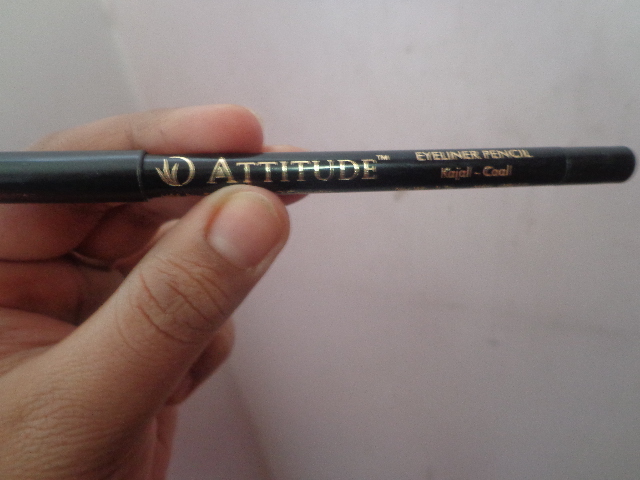 ATTITUDE™
EYELINER PENCIL
Kajal - Coal